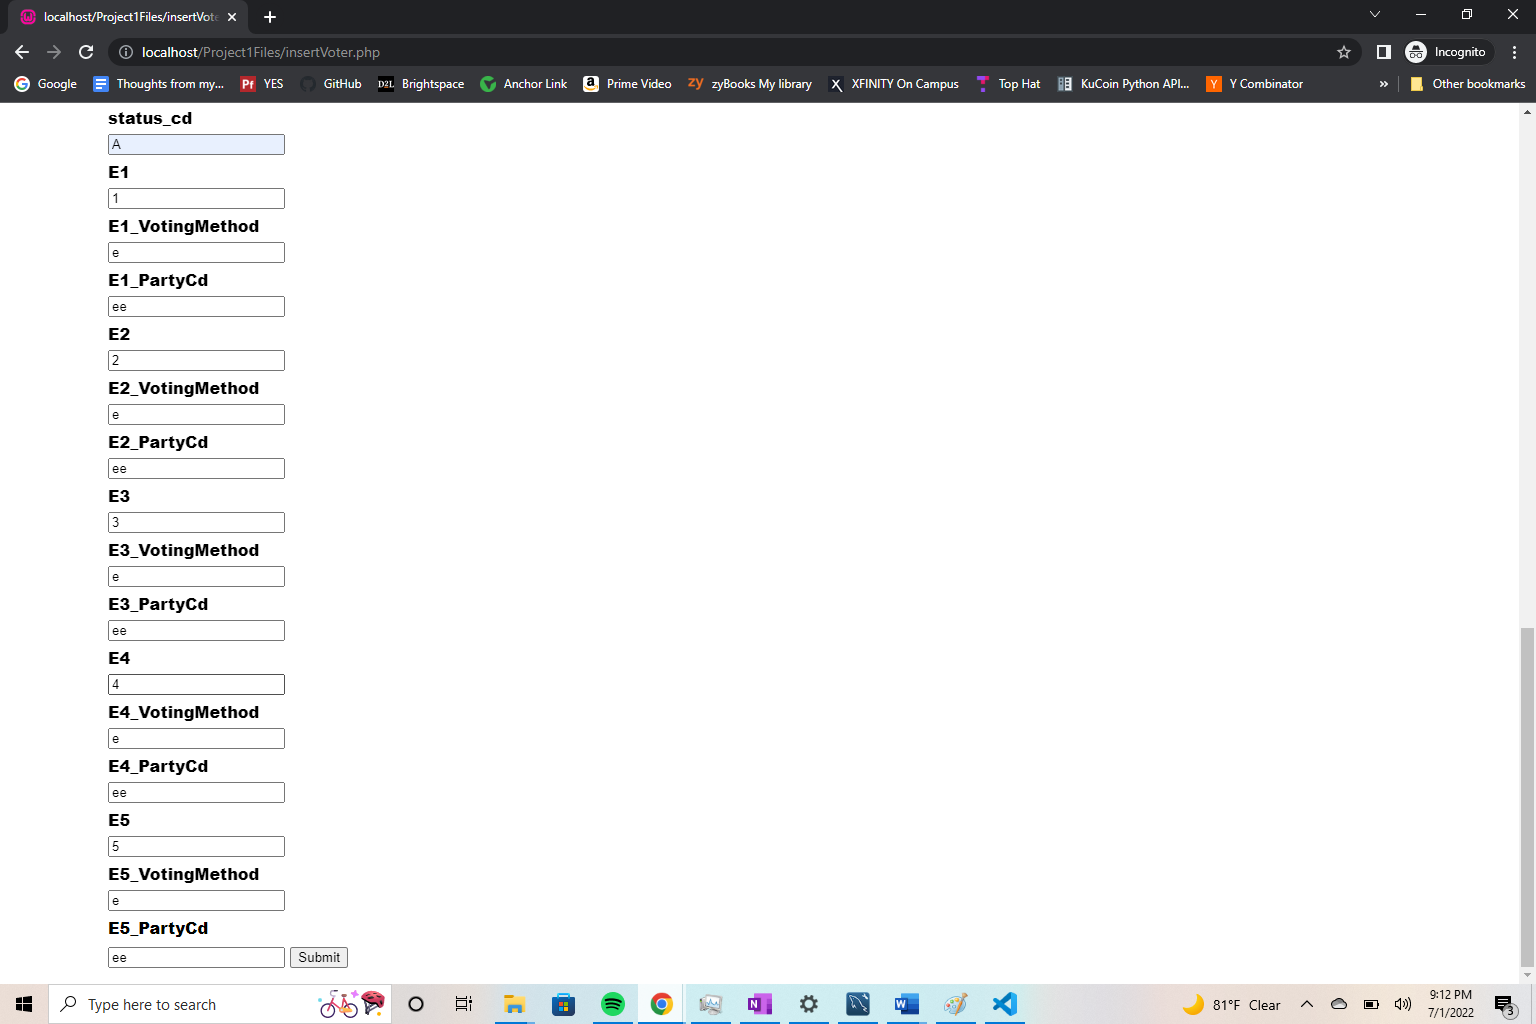 localhost/Project1Files/insertVote
localhost/Project1Files/insertVoter.php
Incognito
Google
Thoughts from my...
Pf YES
GitHub
D2L Brightspace
Anchor Link
a Prime Video
zy zyBooks My library
X XFINITY On Campus
Top Hat
KuCoin Python API...
Y Y Combinator
»
Other bookmarks
status_cd
A
E1
1
E1_VotingMethod
e
E1_PartyCd
ee
E2
2
E2_VotingMethod
e
E2_PartyCd
ee
E3
3
E3_VotingMethod
e
E3_PartyCd
ee
E4
4
E4_VotingMethod
e
E4_PartyCd
ee
E5
5
E5_VotingMethod
e
E5_PartyCd
ee Submit
Type here to search
81°F Clear
9:12 PM
7/1/2022
3